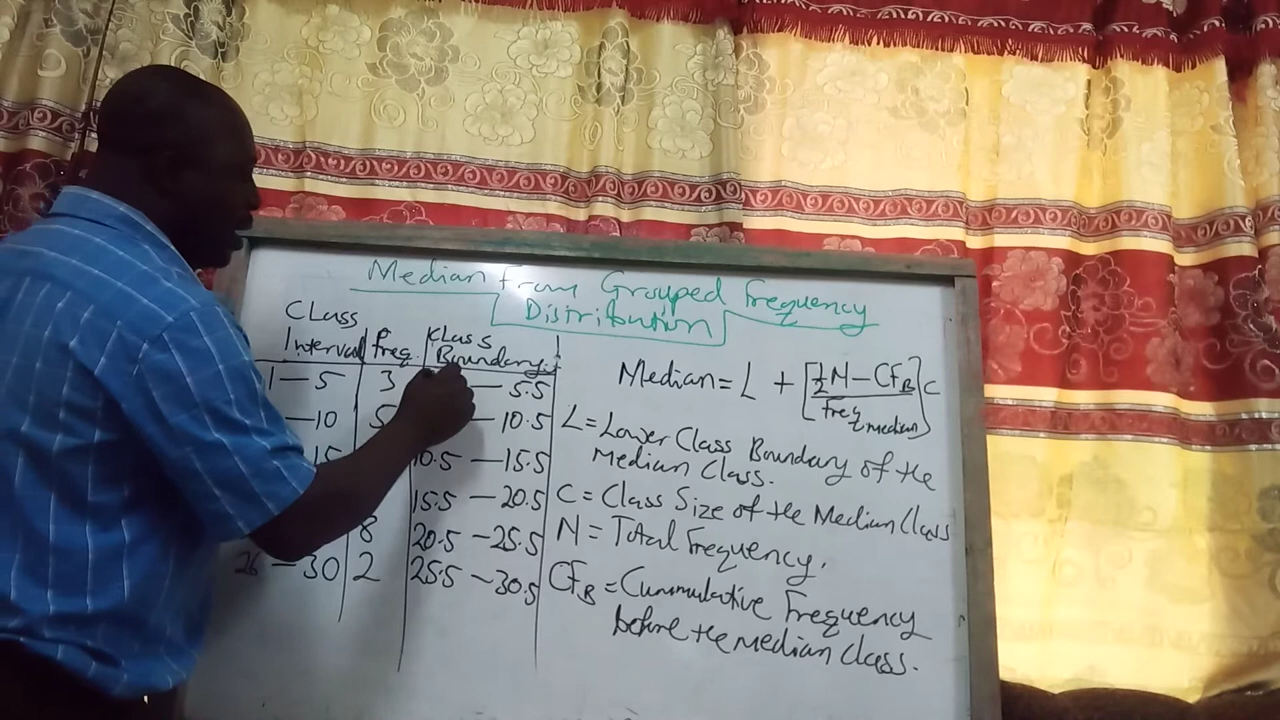 Median From Grouped Frequency
Distribution
CLass
Interval freq. CLass
Boundary
1 — 5 3 — 5.5
— 10 5 — 10.5
15 10.5 — 15.5
15.5 — 20.5
8 20.5 — 25.5
26 — 30 2 25.5 — 30.5
Median = L + [½N − CFB / freq median] C
L = Lower Class Boundary of the
Median Class.
C = Class Size of the Median Class
N = Total Frequency.
CFB = Cummulative Frequency
before the median class.